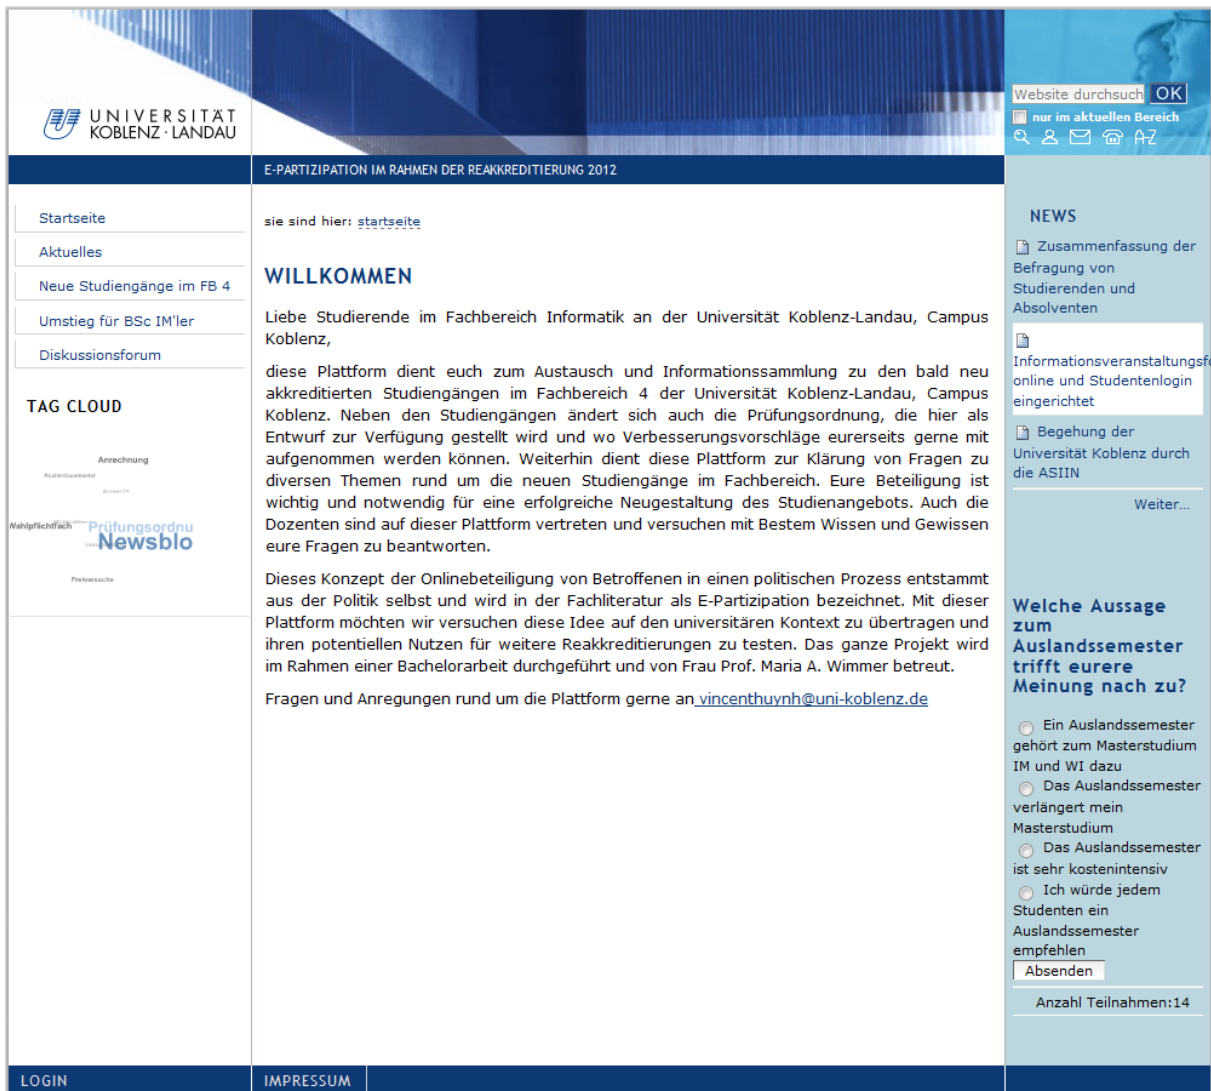 UNIVERSITÄT
KOBLENZ · LANDAU
Website durchsuch OK
nur im aktuellen Bereich
A-Z
E-PARTIZIPATION IM RAHMEN DER REAKKREDITIERUNG 2012
Startseite
Aktuelles
Neue Studiengänge im FB 4
Umstieg für BSc IM'ler
Diskussionsforum
TAG CLOUD
Anrechnung
Auslandssemester
Wahlpflichtfach
Prüfungsordnu
Newsblo
Freiversuche
sie sind hier: startseite
WILLKOMMEN
Liebe Studierende im Fachbereich Informatik an der Universität Koblenz-Landau, Campus
Koblenz,
diese Plattform dient euch zum Austausch und Informationssammlung zu den bald neu
akkreditierten Studiengängen im Fachbereich 4 der Universität Koblenz-Landau, Campus
Koblenz. Neben den Studiengängen ändert sich auch die Prüfungsordnung, die hier als
Entwurf zur Verfügung gestellt wird und wo Verbesserungsvorschläge eurerseits gerne mit
aufgenommen werden können. Weiterhin dient diese Plattform zur Klärung von Fragen zu
diversen Themen rund um die neuen Studiengänge im Fachbereich. Eure Beteiligung ist
wichtig und notwendig für eine erfolgreiche Neugestaltung des Studienangebots. Auch die
Dozenten sind auf dieser Plattform vertreten und versuchen mit Bestem Wissen und Gewissen
eure Fragen zu beantworten.
Dieses Konzept der Onlinebeteiligung von Betroffenen in einen politischen Prozess entstammt
aus der Politik selbst und wird in der Fachliteratur als E-Partizipation bezeichnet. Mit dieser
Plattform möchten wir versuchen diese Idee auf den universitären Kontext zu übertragen und
ihren potentiellen Nutzen für weitere Reakkreditierungen zu testen. Das ganze Projekt wird
im Rahmen einer Bachelorarbeit durchgeführt und von Frau Prof. Maria A. Wimmer betreut.
Fragen und Anregungen rund um die Plattform gerne an vincenthuynh@uni-koblenz.de
NEWS
Zusammenfassung der
Befragung von
Studierenden und
Absolventen
Informationsveranstaltungsfo
online und Studentenlogin
eingerichtet
Begehung der
Universität Koblenz durch
die ASIIN
Weiter...
Welche Aussage
zum
Auslandssemester
trifft eurere
Meinung nach zu?
Ein Auslandssemester
gehört zum Masterstudium
IM und WI dazu
Das Auslandssemester
verlängert mein
Masterstudium
Das Auslandssemester
ist sehr kostenintensiv
Ich würde jedem
Studenten ein
Auslandssemester
empfehlen
Absenden
Anzahl Teilnahmen:14
LOGIN
IMPRESSUM